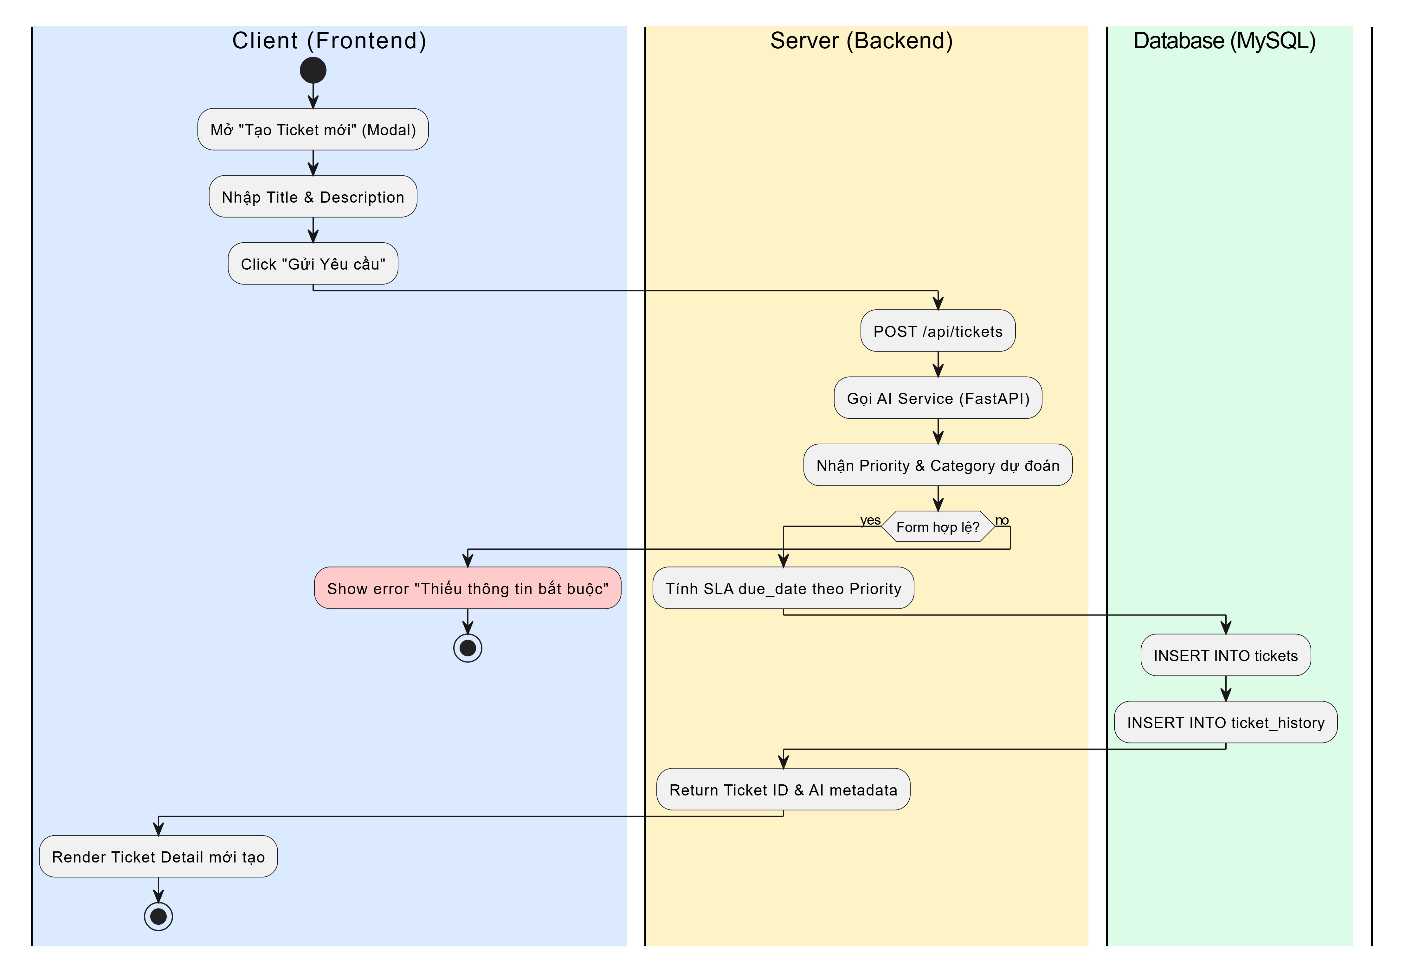 Client (Frontend)
Server (Backend)
Database (MySQL)
Mở "Tạo Ticket mới" (Modal)
Nhập Title & Description
Click "Gửi Yêu cầu"
POST /api/tickets
Gọi AI Service (FastAPI)
Nhận Priority & Category dự đoán
yes
Form hợp lệ?
no
Show error "Thiếu thông tin bắt buộc"
Tính SLA due_date theo Priority
INSERT INTO tickets
INSERT INTO ticket_history
Return Ticket ID & AI metadata
Render Ticket Detail mới tạo